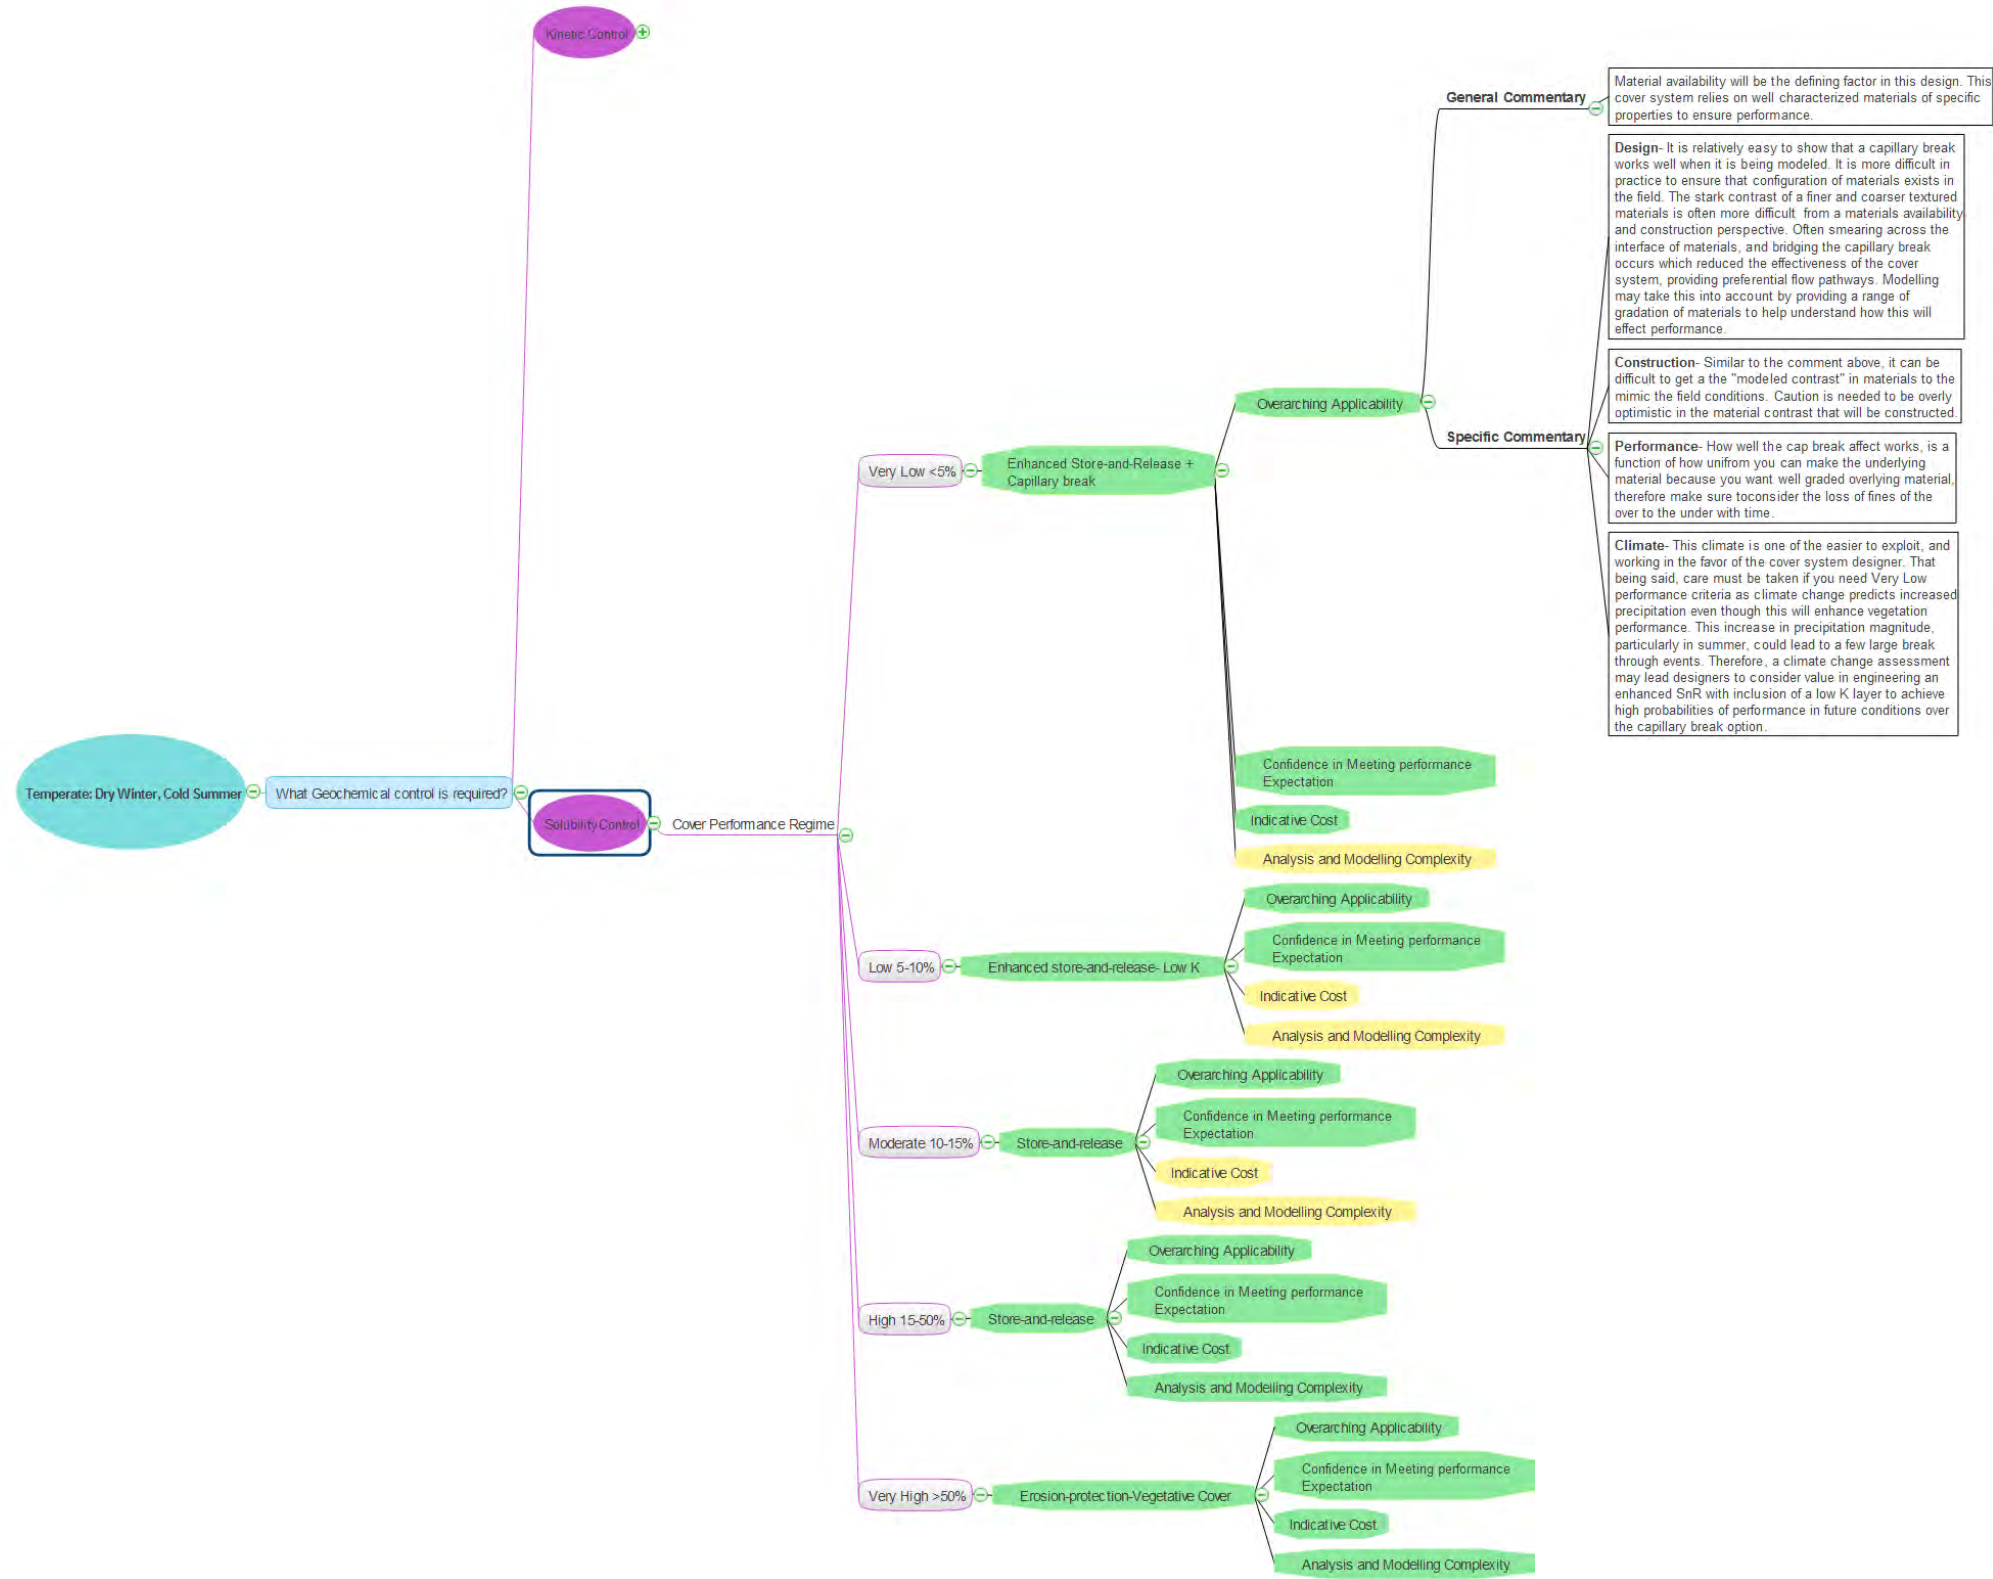 Kinetic Control
General Commentary
Material availability will be the defining factor in this design. This
cover system relies on well characterized materials of specific
properties to ensure performance.
Design- It is relatively easy to show that a capillary break
works well when it is being modeled. It is more difficult in
practice to ensure that configuration of materials exists in
the field. The stark contrast of a finer and coarser textured
materials is often more difficult from a materials availability
and construction perspective. Often smearing across the
interface of materials, and bridging the capillary break
occurs which reduced the effectiveness of the cover
system, providing preferential flow pathways. Modelling
may take this into account by providing a range of
gradation of materials to help understand how this will
effect performance.
Construction- Similar to the comment above, it can be
difficult to get a the "modeled contrast" in materials to the
mimic the field conditions. Caution is needed to be overly
optimistic in the material contrast that will be constructed.
Overarching Applicability
Specific Commentary
Performance- How well the cap break affect works, is a
function of how unifrom you can make the underlying
material because you want well graded overlying material,
therefore make sure toconsider the loss of fines of the
over to the under with time.
Very Low <5%
Enhanced Store-and-Release +
Capillary break
Climate- This climate is one of the easier to exploit, and
working in the favor of the cover system designer. That
being said, care must be taken if you need Very Low
performance criteria as climate change predicts increased
precipitation even though this will enhance vegetation
performance. This increase in precipitation magnitude,
particularly in summer, could lead to a few large break
through events. Therefore, a climate change assessment
may lead designers to consider value in engineering an
enhanced SnR with inclusion of a low K layer to achieve
high probabilities of performance in future conditions over
the capillary break option.
Confidence in Meeting performance
Expectation
Temperate: Dry Winter, Cold Summer
What Geochemical control is required?
Solubility Control
Cover Performance Regime
Indicative Cost
Analysis and Modelling Complexity
Overarching Applicability
Confidence in Meeting performance
Expectation
Low 5-10%
Enhanced store-and-release- Low K
Indicative Cost
Analysis and Modelling Complexity
Overarching Applicability
Confidence in Meeting performance
Expectation
Moderate 10-15%
Store-and-release
Indicative Cost
Analysis and Modelling Complexity
Overarching Applicability
Confidence in Meeting performance
Expectation
High 15-50%
Store-and-release
Indicative Cost
Analysis and Modelling Complexity
Overarching Applicability
Confidence in Meeting performance
Expectation
Very High >50%
Erosion-protection-Vegetative Cover
Indicative Cost
Analysis and Modelling Complexity